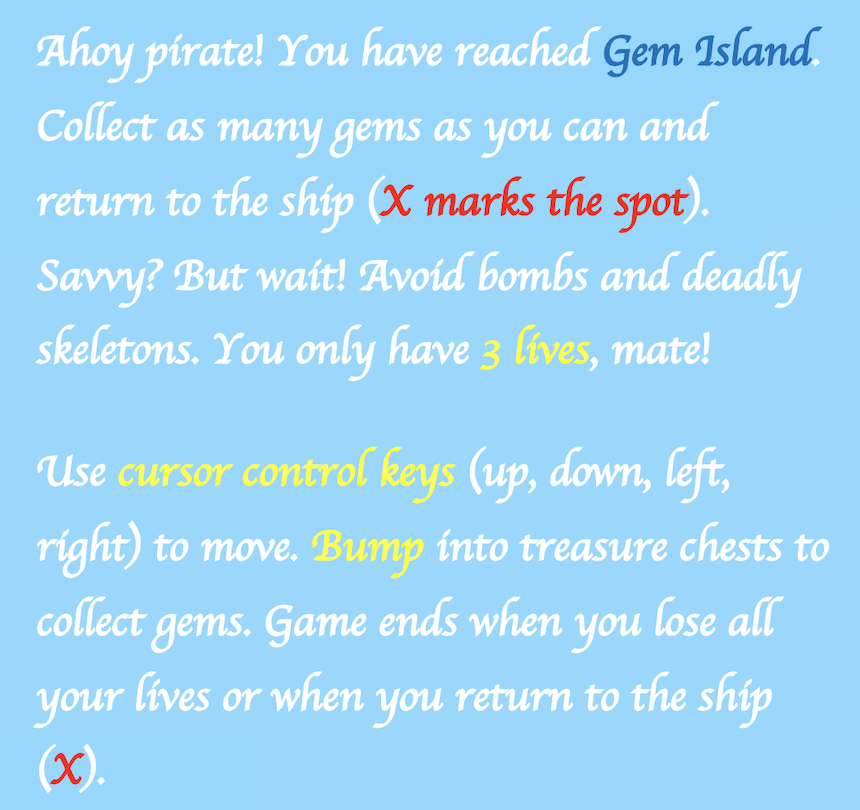 Ahoy pirate! You have reached Gem Island.
Collect as many gems as you can and
return to the ship (X marks the spot).
Savvy? But wait! Avoid bombs and deadly
skeletons. You only have 3 lives, mate!
Use cursor control keys (up, down, left,
right) to move. Bump into treasure chests to
collect gems. Game ends when you lose all
your lives or when you return to the ship
(X).